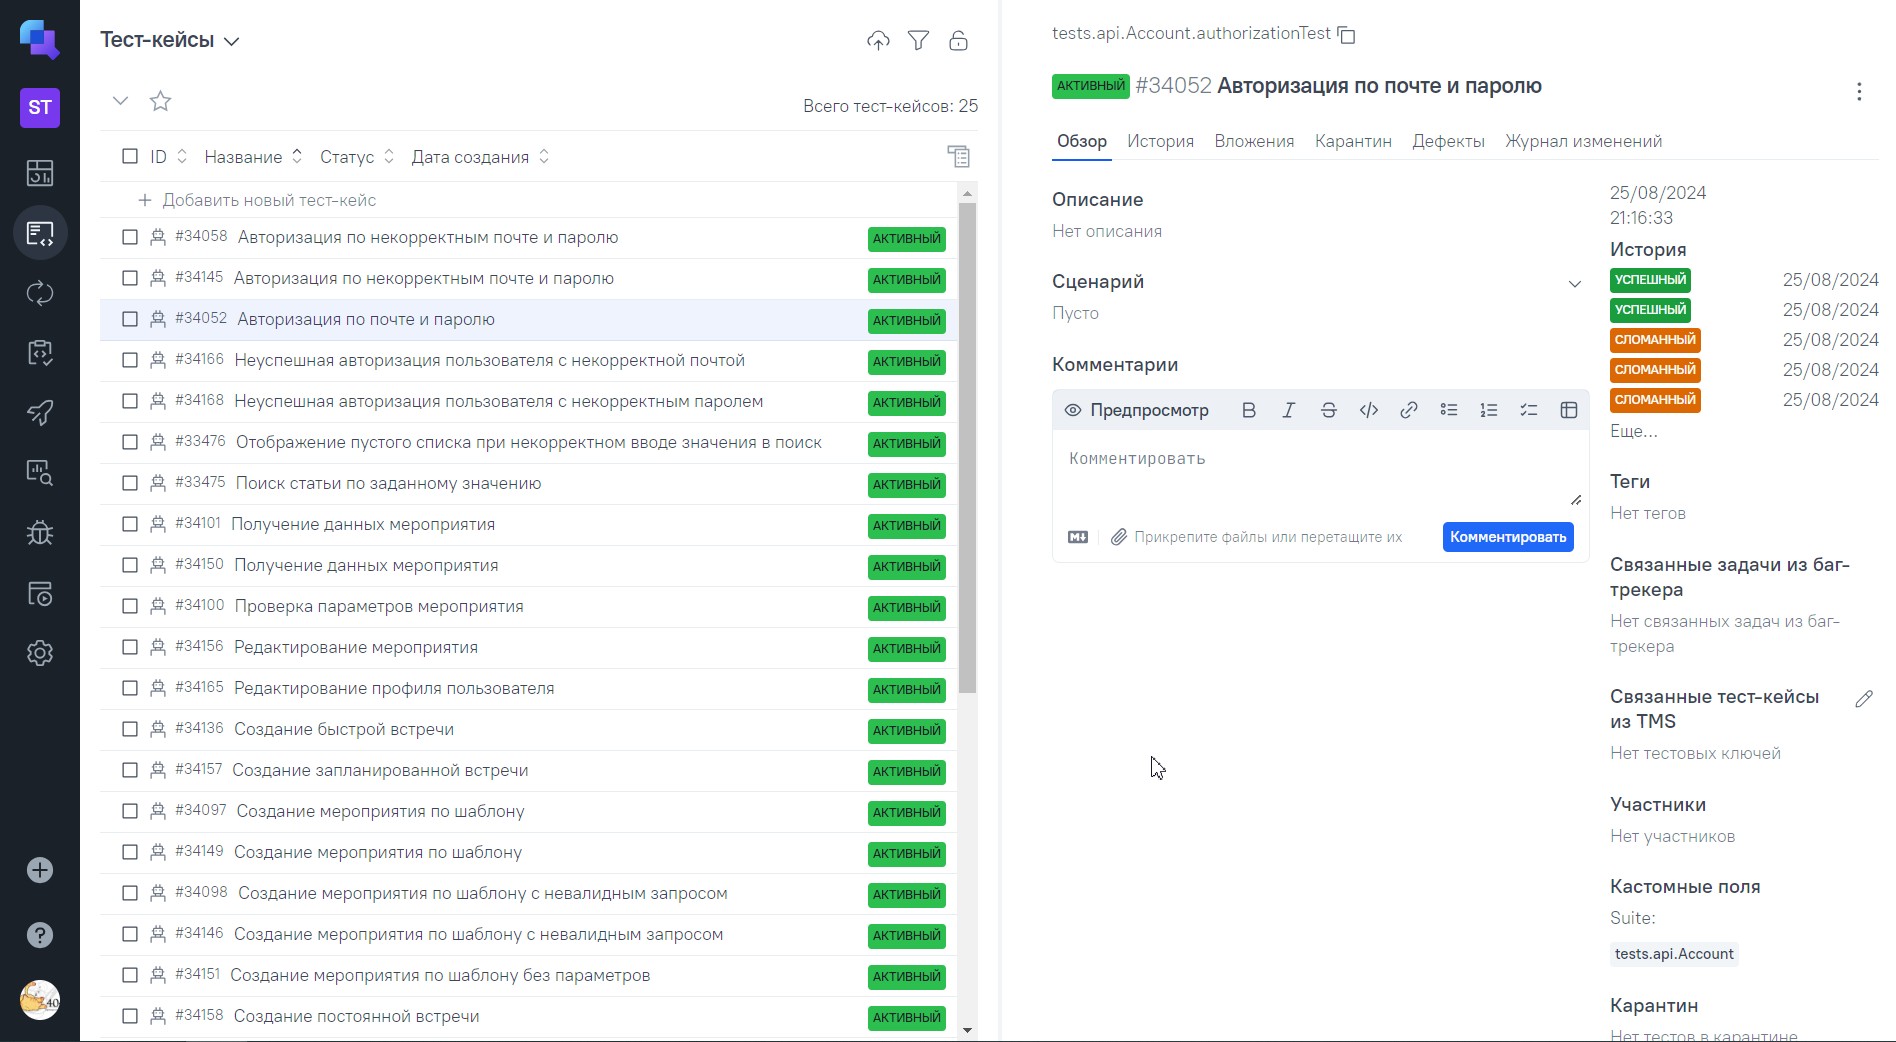 Тест-кейсы
ST
Всего тест-кейсов: 25
ID Название Статус Дата создания
Добавить новый тест-кейс
#34058 Авторизация по некорректным почте и паролю АКТИВНЫЙ
#34145 Авторизация по некорректным почте и паролю АКТИВНЫЙ
#34052 Авторизация по почте и паролю АКТИВНЫЙ
#34166 Неуспешная авторизация пользователя с некорректной почтой АКТИВНЫЙ
#34168 Неуспешная авторизация пользователя с некорректным паролем АКТИВНЫЙ
#33476 Отображение пустого списка при некорректном вводе значения в поиск АКТИВНЫЙ
#33475 Поиск статьи по заданному значению АКТИВНЫЙ
#34101 Получение данных мероприятия АКТИВНЫЙ
#34150 Получение данных мероприятия АКТИВНЫЙ
#34100 Проверка параметров мероприятия АКТИВНЫЙ
#34156 Редактирование мероприятия АКТИВНЫЙ
#34165 Редактирование профиля пользователя АКТИВНЫЙ
#34136 Создание быстрой встречи АКТИВНЫЙ
#34157 Создание запланированной встречи АКТИВНЫЙ
#34097 Создание мероприятия по шаблону АКТИВНЫЙ
#34149 Создание мероприятия по шаблону АКТИВНЫЙ
#34098 Создание мероприятия по шаблону с невалидным запросом АКТИВНЫЙ
#34146 Создание мероприятия по шаблону с невалидным запросом АКТИВНЫЙ
#34151 Создание мероприятия по шаблону без параметров АКТИВНЫЙ
#34158 Создание постоянной встречи АКТИВНЫЙ
40
tests.api.Account.authorizationTest
АКТИВНЫЙ #34052 Авторизация по почте и паролю
Обзор История Вложения Карантин Дефекты Журнал изменений
Описание
Нет описания
Сценарий
Пусто
Комментарии
Предпросмотр
Комментировать
Прикрепите файлы или перетащите их Комментировать
25/08/2024
21:16:33
История
УСПЕШНЫЙ 25/08/2024
УСПЕШНЫЙ 25/08/2024
СЛОМАННЫЙ 25/08/2024
СЛОМАННЫЙ 25/08/2024
СЛОМАННЫЙ 25/08/2024
Еще...
Теги
Нет тегов
Связанные задачи из баг-
трекера
Нет связанных задач из баг-
трекера
Связанные тест-кейсы
из TMS
Нет тестовых ключей
Участники
Нет участников
Кастомные поля
Suite:
tests.api.Account
Карантин
Нет тестов в карантине